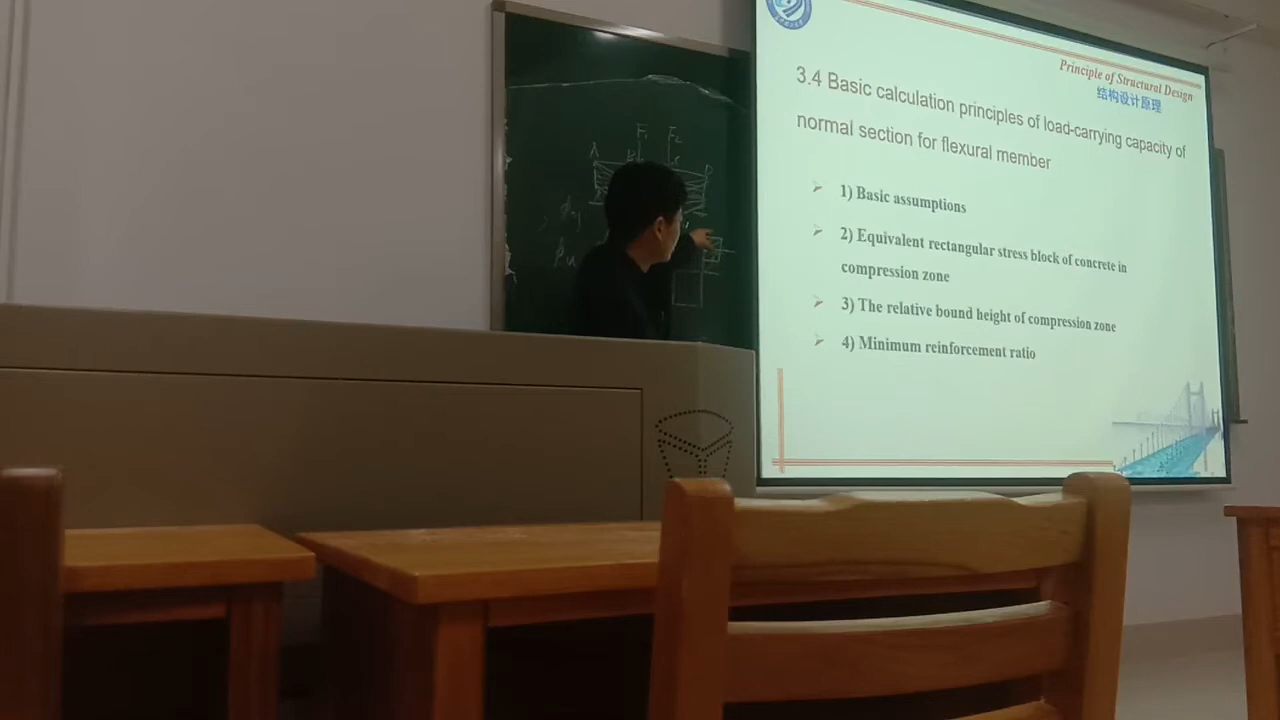 Principle of Structural Design
结构设计原理
3.4 Basic calculation principles of load-carrying capacity of
normal section for flexural member
1) Basic assumptions
2) Equivalent rectangular stress block of concrete in
compression zone
3) The relative bound height of compression zone
4) Minimum reinforcement ratio
F₁ F₂
A